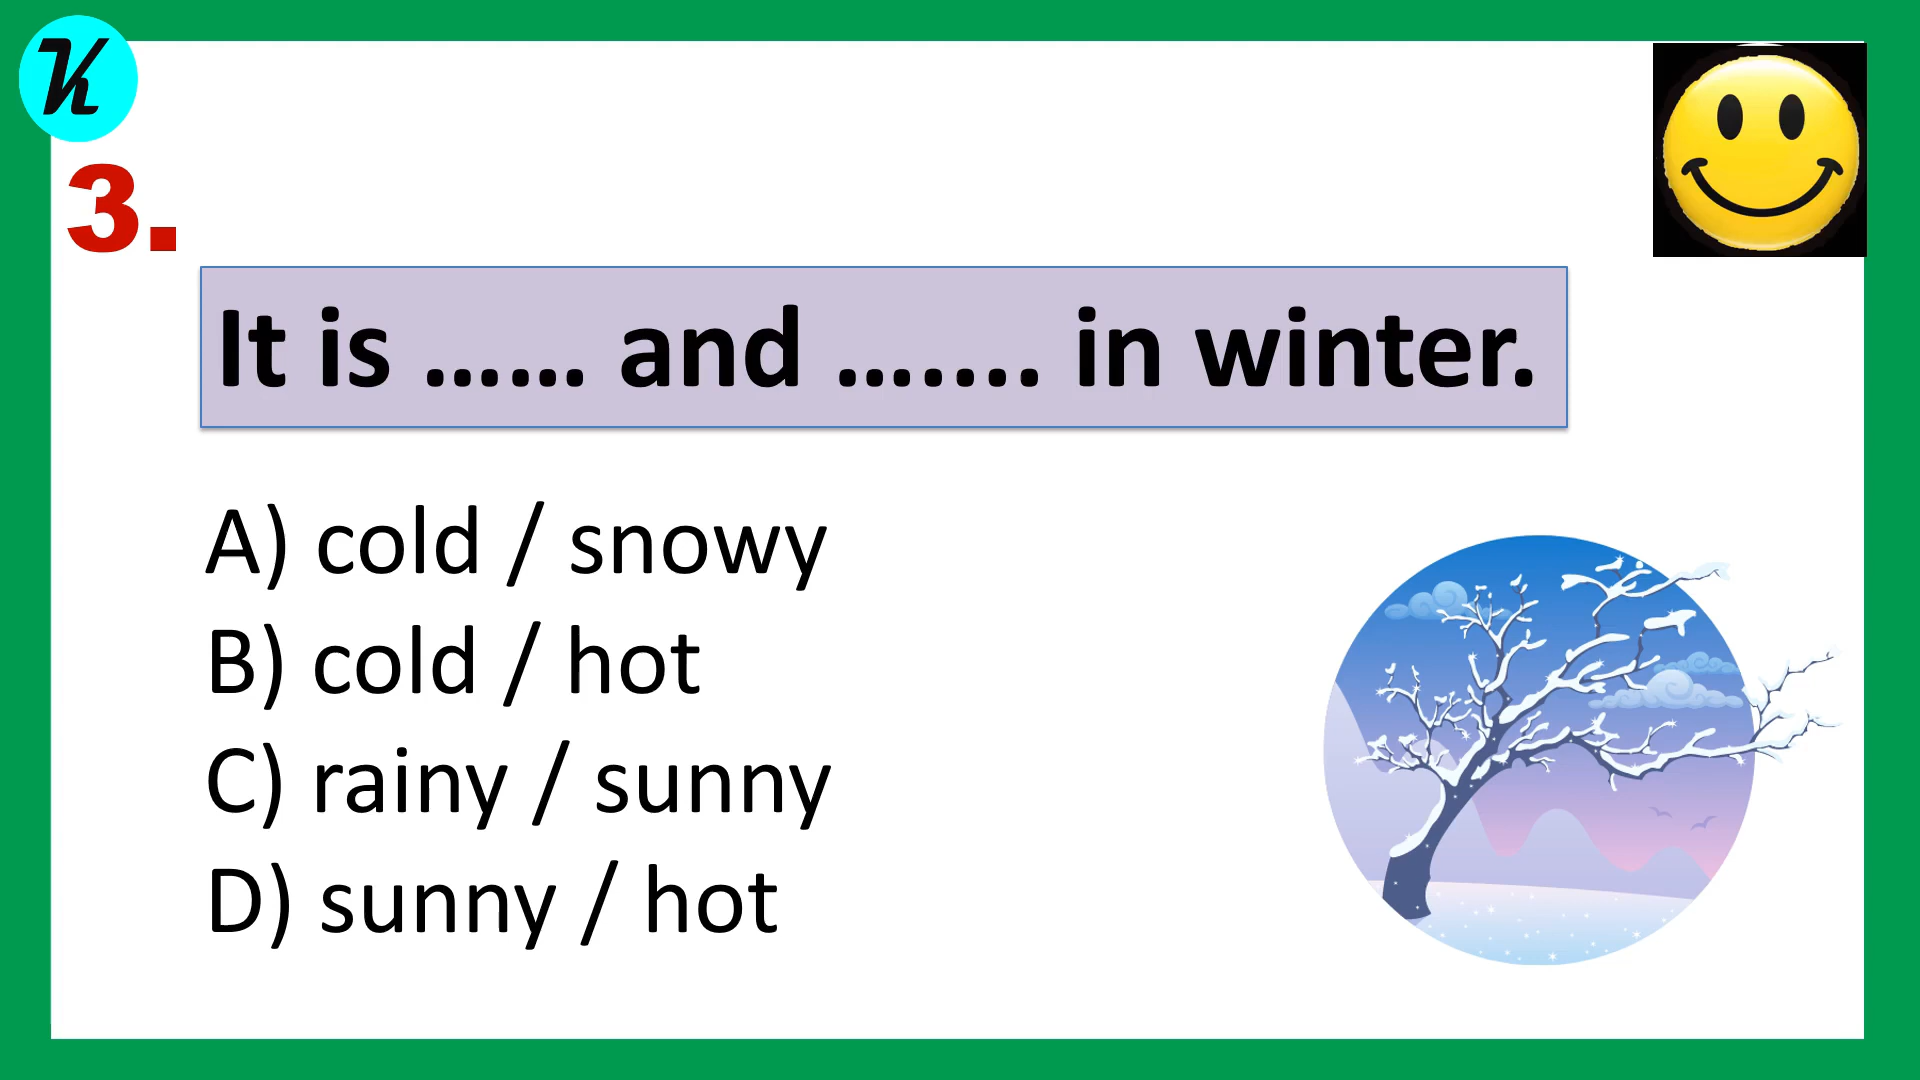 K
3.
It is …… and ….... in winter.
A) cold / snowy
B) cold / hot
C) rainy / sunny
D) sunny / hot